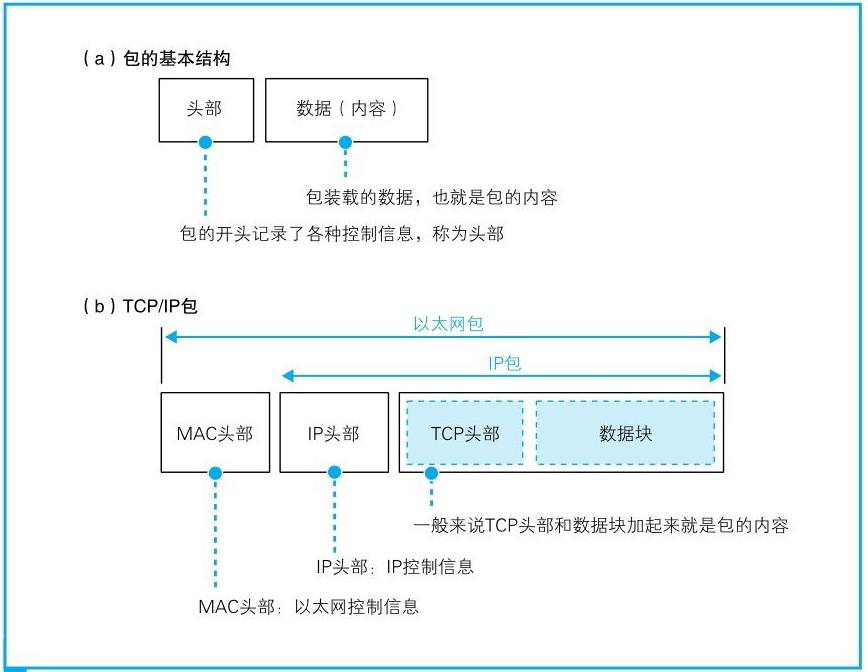 （a）包的基本结构
头部
数据（内容）
包装载的数据，也就是包的内容
包的开头记录了各种控制信息，称为头部
（b）TCP/IP包
以太网包
IP包
MAC头部
IP头部
TCP头部
数据块
一般来说TCP头部和数据块加起来就是包的内容
IP头部：IP控制信息
MAC头部：以太网控制信息